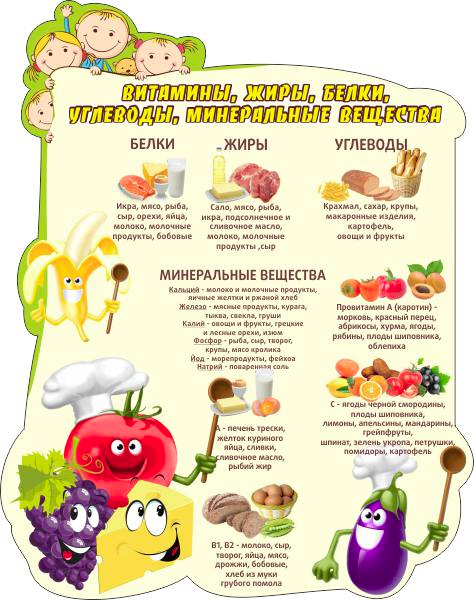 ВИТАМИНЫ, ЖИРЫ, БЕЛКИ,
УГЛЕВОДЫ, МИНЕРАЛЬНЫЕ ВЕЩЕСТВА
БЕЛКИ
Икра, мясо, рыба,
сыр, орехи, яйца,
молоко, молочные
продукты, бобовые
ЖИРЫ
Сало, мясо, рыба,
икра, подсолнечное и
сливочное масло,
молоко, молочные
продукты ,сыр
УГЛЕВОДЫ
Крахмал, сахар, крупы,
макаронные изделия,
картофель,
овощи и фрукты
МИНЕРАЛЬНЫЕ ВЕЩЕСТВА
Кальций - молоко и молочные продукты,
яичные желтки и ржаной хлеб
Железо - мясные продукты, курага,
тыква, свекла, груши
Калий - овощи и фрукты, грецкие
и лесные орехи, изюм
Фосфор - рыба, сыр, творог,
крупы, мясо кролика
Йод - морепродукты, фейхоа
Натрий - поваренная соль
Провитамин А (каротин) -
морковь, красный перец,
абрикосы, хурма, ягоды,
рябины, плоды шиповника,
облепиха
А - печень трески,
желток куриного
яйца, сливки,
сливочное масло,
рыбий жир
С - ягоды черной смородины,
плоды шиповника,
лимоны, апельсины, мандарины,
грейпфруты,
шпинат, зелень укропа, петрушки,
помидоры, картофель
В1, В2 - молоко, сыр,
творог, яйца, мясо,
дрожжи, бобовые,
хлеб из муки
грубого помола